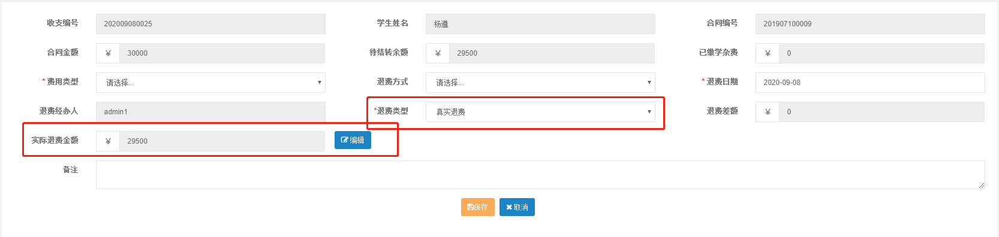 收支编号 202009080025 学生姓名 杨遵 合同编号 201907100009
合同金额 ¥ 30000 待结转余额 ¥ 29500 已缴学杂费 ¥ 0
* 费用类型 请选择... 退费方式 请选择... * 退费日期 2020-09-08
退费经办人 admin1 *退费类型 真实退费 退费差额 ¥ 0
实际退费金额 ¥ 29500 编辑
备注
保存 取消